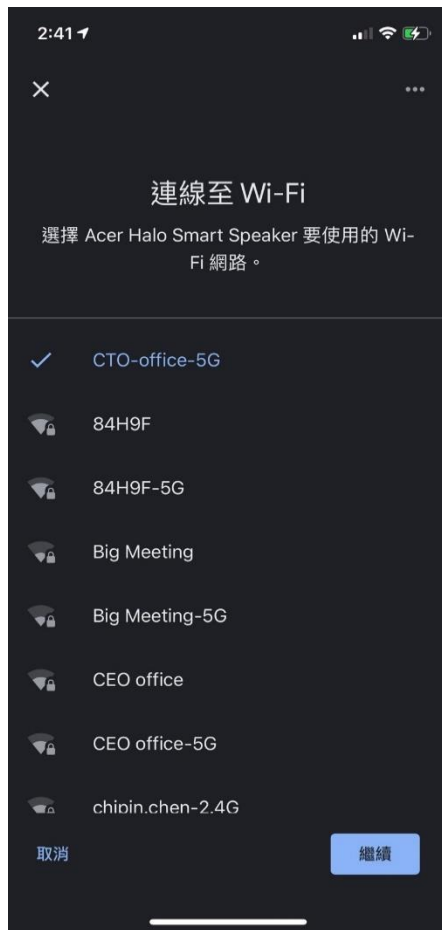 2:41
連線至 Wi-Fi
選擇 Acer Halo Smart Speaker 要使用的 Wi-
Fi 網路。
CTO-office-5G
84H9F
84H9F-5G
Big Meeting
Big Meeting-5G
CEO office
CEO office-5G
chipin.chen-2.4G
取消
繼續